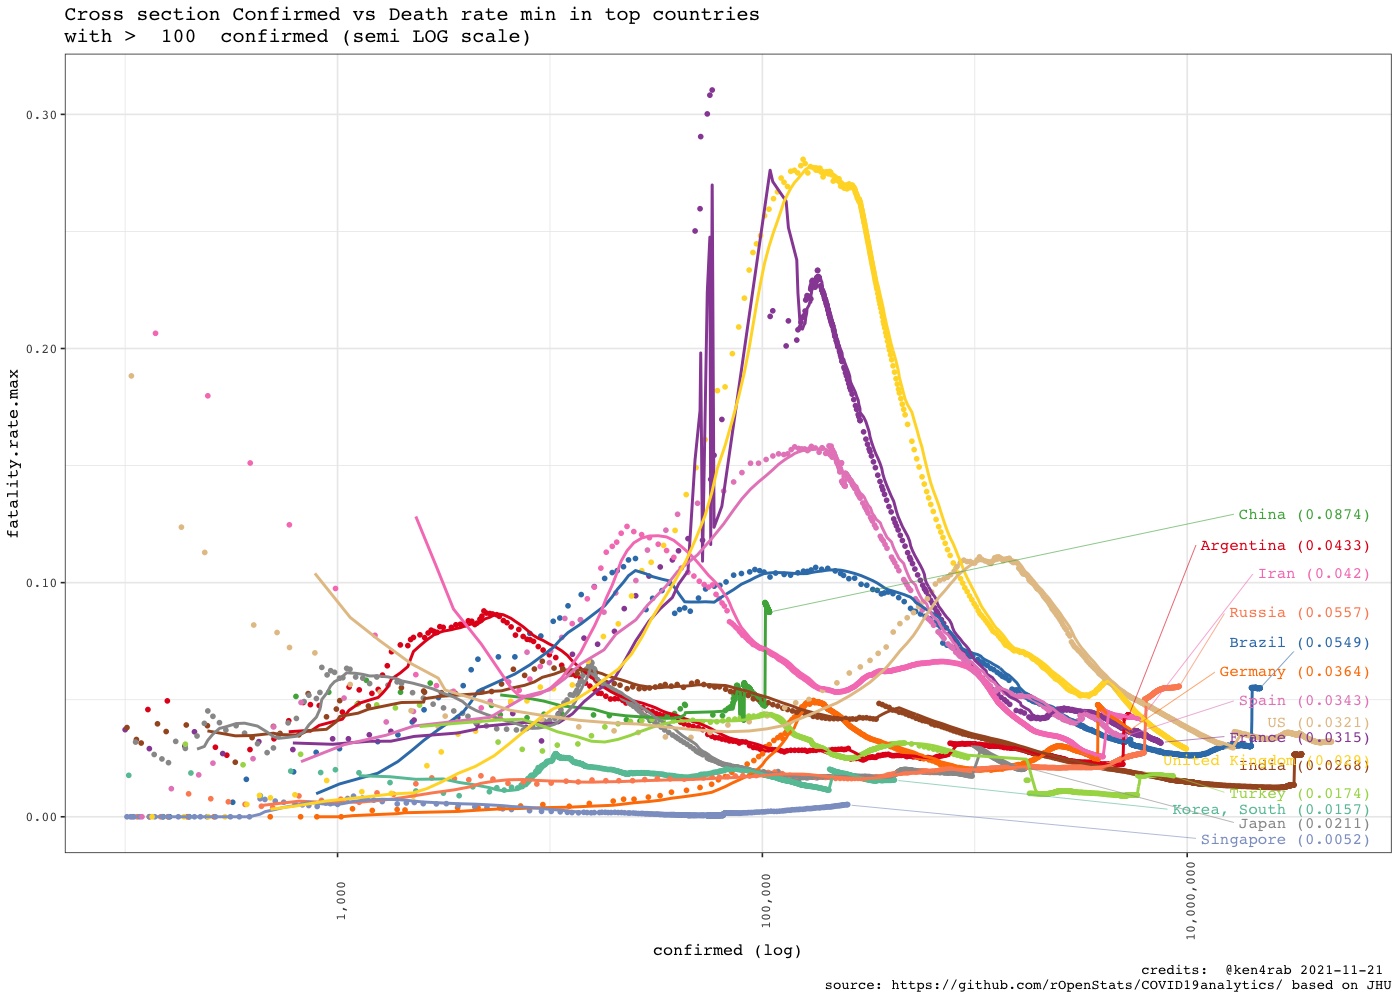 Cross section Confirmed vs Death rate min in top countries
with >  100  confirmed (semi LOG scale)
fatality.rate.max
0.30
0.20
0.10
0.00
China (0.0874)
Argentina (0.0433)
Iran (0.042)
Russia (0.0557)
Brazil (0.0549)
Germany (0.0364)
Spain (0.0343)
US (0.0321)
France (0.0315)
United Kingdom
India (0.0268)
Turkey (0.0174)
Korea, South (0.0157)
Japan (0.0211)
Singapore (0.0052)
1,000
100,000
10,000,000
confirmed (log)
credits:  @ken4rab 2021-11-21
source: https://github.com/rOpenStats/COVID19analytics/ based on JHU